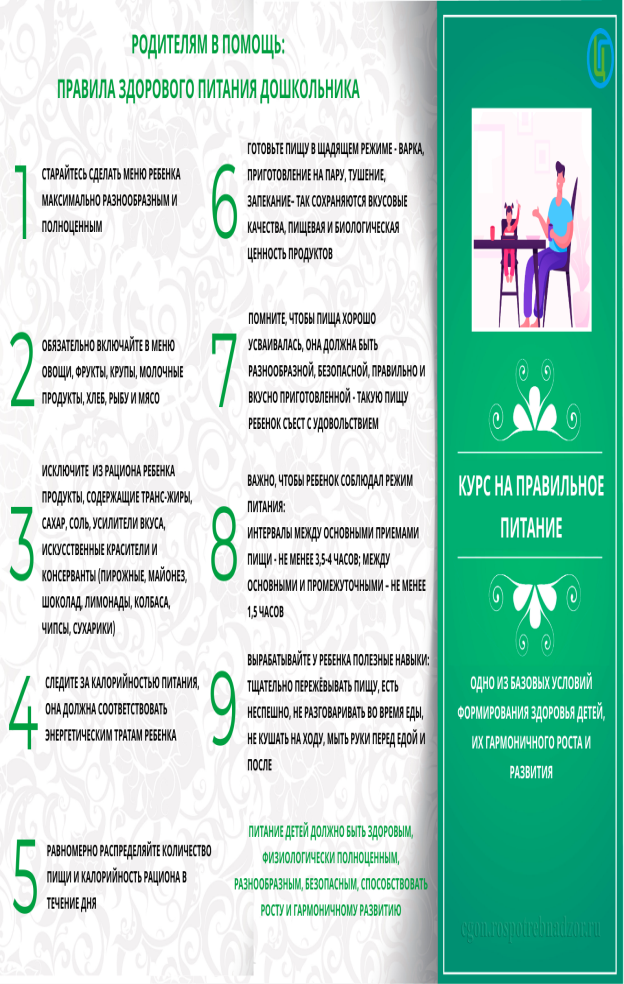 РОДИТЕЛЯМ В ПОМОЩЬ:
ПРАВИЛА ЗДОРОВОГО ПИТАНИЯ ДОШКОЛЬНИКА
1
СТАРАЙТЕСЬ СДЕЛАТЬ МЕНЮ РЕБЕНКА
МАКСИМАЛЬНО РАЗНООБРАЗНЫМ И
ПОЛНОЦЕННЫМ
2
ОБЯЗАТЕЛЬНО ВКЛЮЧАЙТЕ В МЕНЮ
ОВОЩИ, ФРУКТЫ, КРУПЫ, МОЛОЧНЫЕ
ПРОДУКТЫ, ХЛЕБ, РЫБУ И МЯСО
3
ИСКЛЮЧИТЕ ИЗ РАЦИОНА РЕБЕНКА
ПРОДУКТЫ, СОДЕРЖАЩИЕ ТРАНС-ЖИРЫ,
САХАР, СОЛЬ, УСИЛИТЕЛИ ВКУСА,
ИСКУССТВЕННЫЕ КРАСИТЕЛИ И
КОНСЕРВАНТЫ (ПИРОЖНЫЕ, МАЙОНЕЗ,
ШОКОЛАД, ЛИМОНАДЫ, КОЛБАСА,
ЧИПСЫ, СУХАРИКИ)
4
СЛЕДИТЕ ЗА КАЛОРИЙНОСТЬЮ ПИТАНИЯ,
ОНА ДОЛЖНА СООТВЕТСТВОВАТЬ
ЭНЕРГЕТИЧЕСКИМ ТРАТАМ РЕБЕНКА
5
РАВНОМЕРНО РАСПРЕДЕЛЯЙТЕ КОЛИЧЕСТВО
ПИЩИ И КАЛОРИЙНОСТЬ РАЦИОНА В
ТЕЧЕНИЕ ДНЯ
6
ГОТОВЬТЕ ПИЩУ В ЩАДЯЩЕМ РЕЖИМЕ - ВАРКА,
ПРИГОТОВЛЕНИЕ НА ПАРУ, ТУШЕНИЕ,
ЗАПЕКАНИЕ- ТАК СОХРАНЯЮТСЯ ВКУСОВЫЕ
КАЧЕСТВА, ПИЩЕВАЯ И БИОЛОГИЧЕСКАЯ
ЦЕННОСТЬ ПРОДУКТОВ
7
ПОМНИТЕ, ЧТОБЫ ПИЩА ХОРОШО
УСВАИВАЛАСЬ, ОНА ДОЛЖНА БЫТЬ
РАЗНООБРАЗНОЙ, БЕЗОПАСНОЙ, ПРАВИЛЬНО И
ВКУСНО ПРИГОТОВЛЕННОЙ - ТАКУЮ ПИЩУ
РЕБЕНОК СЪЕСТ С УДОВОЛЬСТВИЕМ
8
ВАЖНО, ЧТОБЫ РЕБЕНОК СОБЛЮДАЛ РЕЖИМ
ПИТАНИЯ:
ИНТЕРВАЛЫ МЕЖДУ ОСНОВНЫМИ ПРИЕМАМИ
ПИЩИ - НЕ МЕНЕЕ 3,5-4 ЧАСОВ; МЕЖДУ
ОСНОВНЫМИ И ПРОМЕЖУТОЧНЫМИ – НЕ МЕНЕЕ
1,5 ЧАСОВ
9
ВЫРАБАТЫВАЙТЕ У РЕБЕНКА ПОЛЕЗНЫЕ НАВЫКИ:
ТЩАТЕЛЬНО ПЕРЕЖЁВЫВАТЬ ПИЩУ, ЕСТЬ
НЕСПЕШНО, НЕ РАЗГОВАРИВАТЬ ВО ВРЕМЯ ЕДЫ,
НЕ КУШАТЬ НА ХОДУ, МЫТЬ РУКИ ПЕРЕД ЕДОЙ И
ПОСЛЕ
ПИТАНИЕ ДЕТЕЙ ДОЛЖНО БЫТЬ ЗДОРОВЫМ,
ФИЗИОЛОГИЧЕСКИ ПОЛНОЦЕННЫМ,
РАЗНООБРАЗНЫМ, БЕЗОПАСНЫМ, СПОСОБСТВОВАТЬ
РОСТУ И ГАРМОНИЧНОМУ РАЗВИТИЮ
КУРС НА ПРАВИЛЬНОЕ
ПИТАНИЕ
ОДНО ИЗ БАЗОВЫХ УСЛОВИЙ
ФОРМИРОВАНИЯ ЗДОРОВЬЯ ДЕТЕЙ,
ИХ ГАРМОНИЧНОГО РОСТА И
РАЗВИТИЯ
cgon.rospotrebnadzor.ru